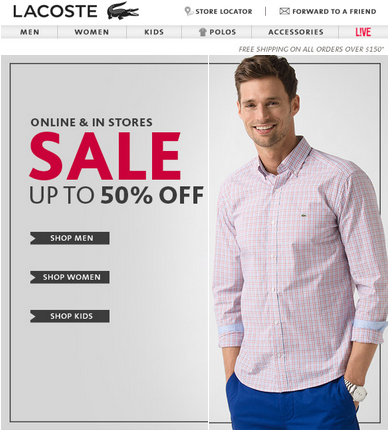 LACOSTE
STORE LOCATOR | FORWARD TO A FRIEND
MEN WOMEN KIDS POLOS ACCESSORIES L!VE
FREE SHIPPING ON ALL ORDERS OVER $150*
ONLINE & IN STORES
SALE
UP TO 50% OFF
SHOP MEN
SHOP WOMEN
SHOP KIDS